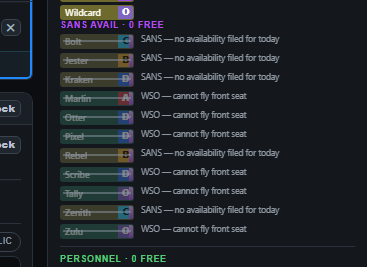 Wildcard
SANS AVAIL · 0 FREE
Bolt SANS — no availability filed for today
Jester SANS — no availability filed for today
Kraken D SANS — no availability filed for today
Marlin A WSO — cannot fly front seat
Otter D WSO — cannot fly front seat
Pixel D WSO — cannot fly front seat
Rebel SANS — no availability filed for today
Scribe D WSO — cannot fly front seat
Tally WSO — cannot fly front seat
Zenith SANS — no availability filed for today
Zulu WSO — cannot fly front seat
ock
ock
LIC
PERSONNEL · 0 FREE